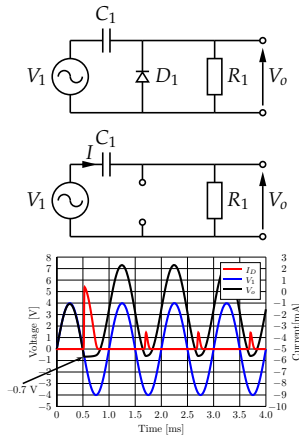 C1
V1
D1
R1
Vo
C1
I
V1
R1
Vo
8
7
6
5
4
3
2
1
0
−1
−2
−3
−4
−5
Voltage [V]
−0.7 V
ID
V1
Vo
3
2
1
0
−1
−2
−3
−4
−5
−6
−7
−8
−9
−10
Current [mA]
0 0.5 1.0 1.5 2.0 2.5 3.0 3.5 4.0
Time [ms]